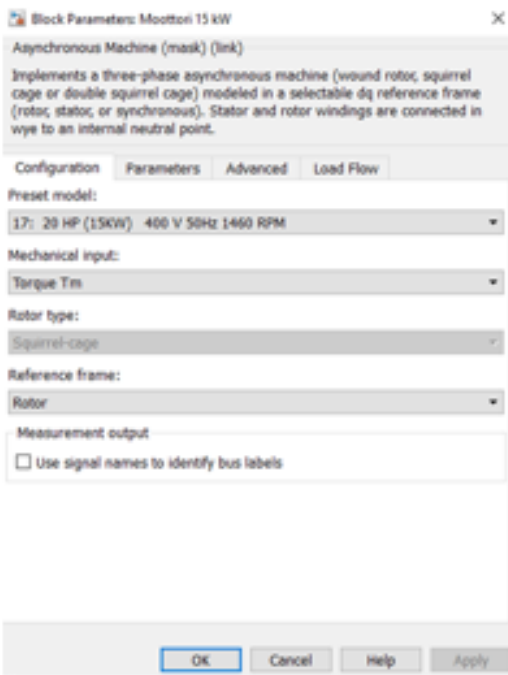 Block Parameters: Moottori 15 kW
Asynchronous Machine (mask) (link)
Implements a three-phase asynchronous machine (wound rotor, squirrel
cage or double squirrel cage) modeled in a selectable dq reference frame
(rotor, stator, or synchronous). Stator and rotor windings are connected in
wye to an internal neutral point.
Configuration Parameters Advanced Load Flow
Preset model:
17: 20 HP (15KW) 400 V 50Hz 1460 RPM
Mechanical input:
Torque Tm
Rotor type:
Squirrel-cage
Reference frame:
Rotor
Measurement output
Use signal names to identify bus labels
OK Cancel Help Apply